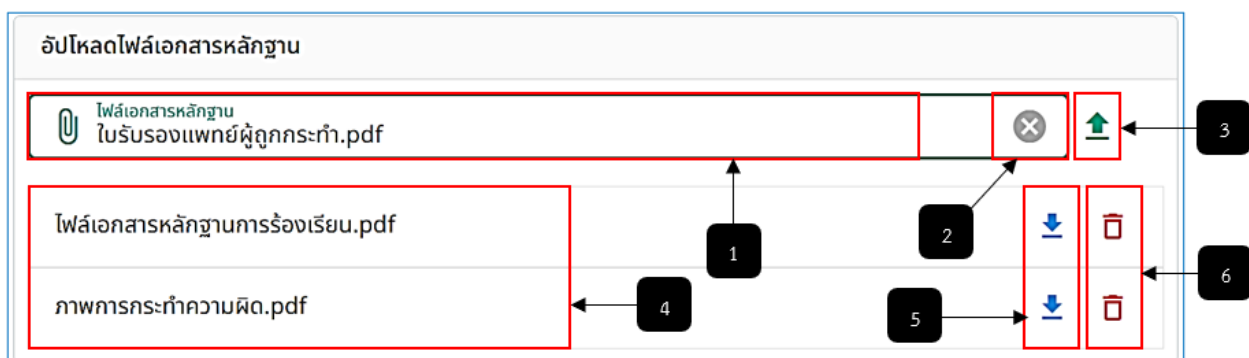 อัปโหลดไฟล์เอกสารหลักฐาน
ไฟล์เอกสารหลักฐาน
ใบรับรองแพทย์ผู้ถูกกระทำ.pdf
3
ไฟล์เอกสารหลักฐานการร้องเรียน.pdf
1
2
6
ภาพการกระทำความผิด.pdf
4
5